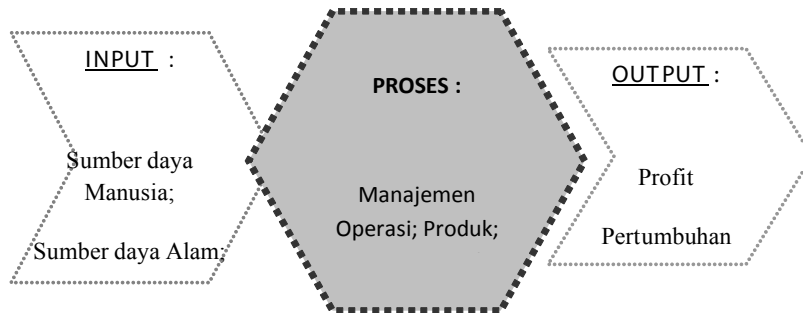 INPUT :
Sumber daya
Manusia;
Sumber daya Alam;
PROSES :
Manajemen
Operasi; Produk;
OUTPUT :
Profit
Pertumbuhan